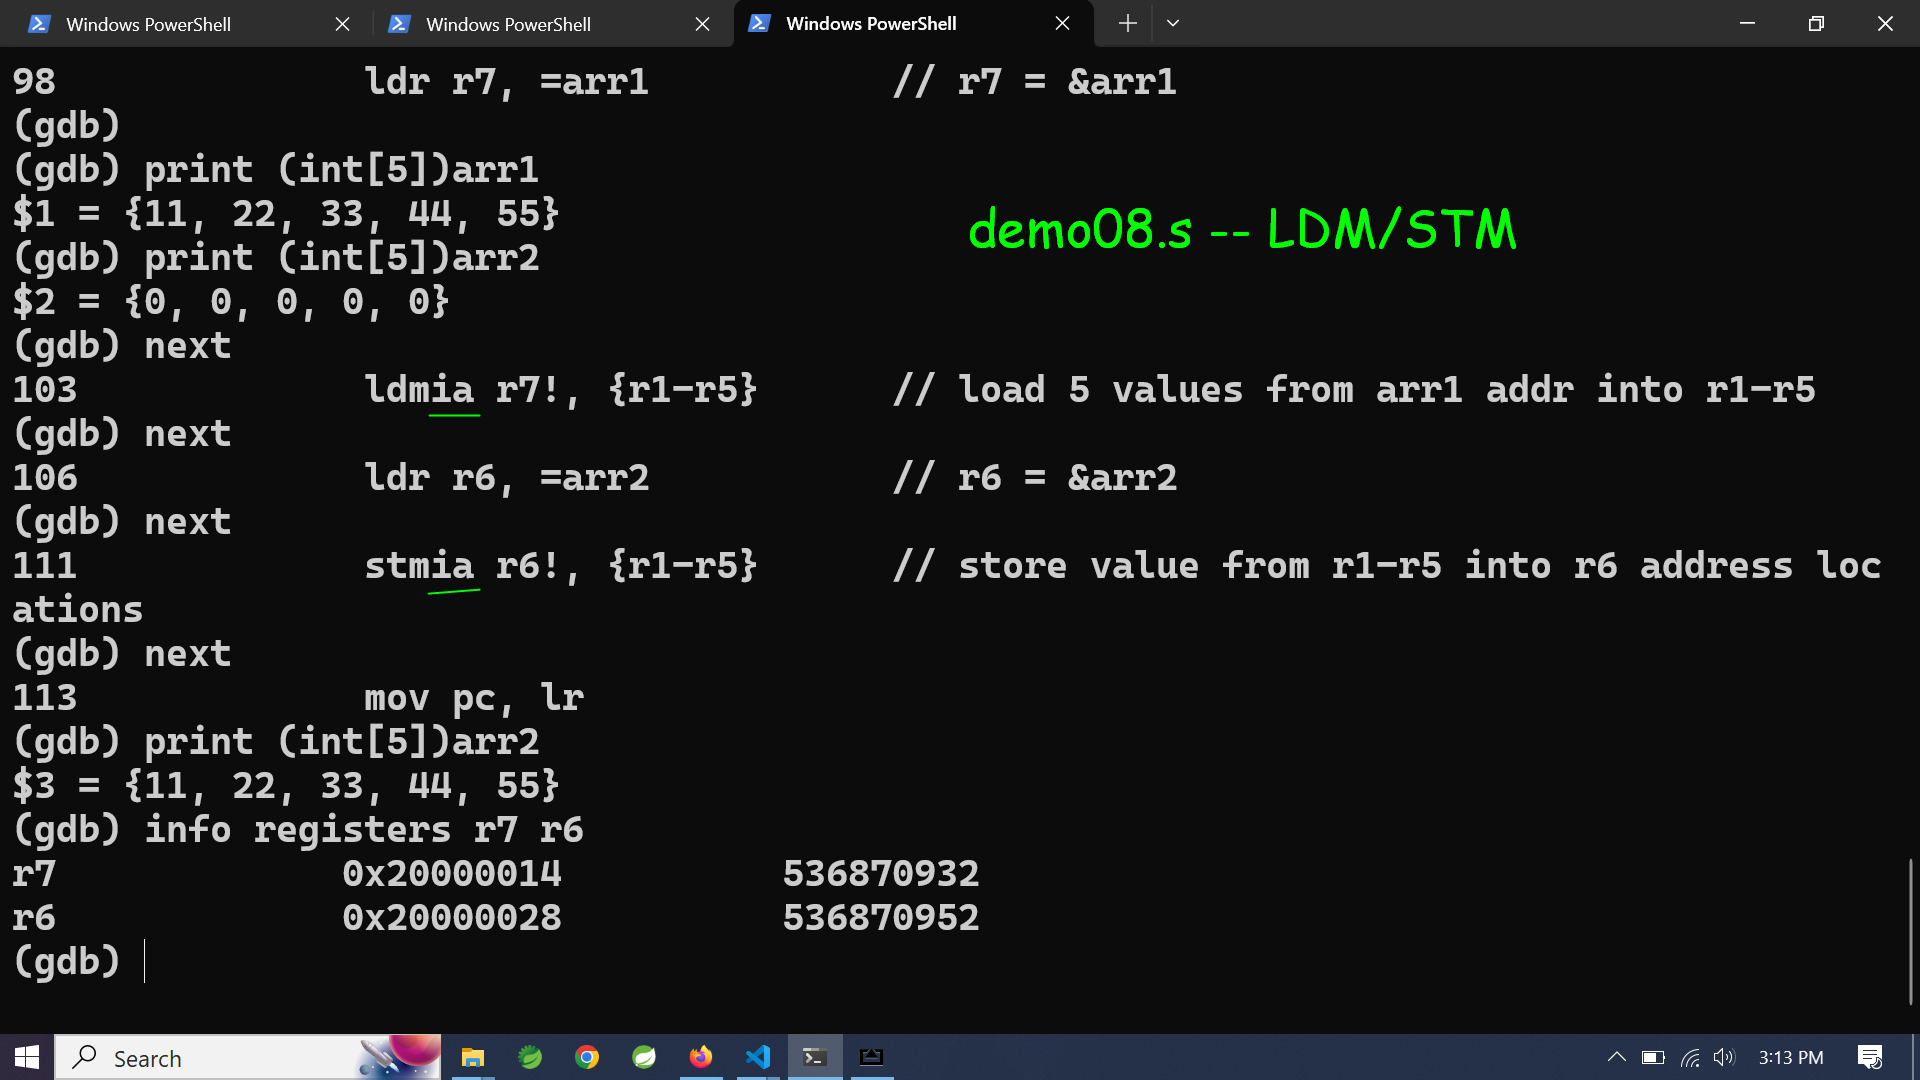 Windows PowerShell
Windows PowerShell
Windows PowerShell
98 ldr r7, =arr1 // r7 = &arr1
(gdb)
(gdb) print (int[5])arr1
$1 = {11, 22, 33, 44, 55}
demo08.s -- LDM/STM
(gdb) print (int[5])arr2
$2 = {0, 0, 0, 0, 0}
(gdb) next
103 ldmia r7!, {r1-r5} // load 5 values from arr1 addr into r1-r5
(gdb) next
106 ldr r6, =arr2 // r6 = &arr2
(gdb) next
111 stmia r6!, {r1-r5} // store value from r1-r5 into r6 address loc
ations
(gdb) next
113 mov pc, lr
(gdb) print (int[5])arr2
$3 = {11, 22, 33, 44, 55}
(gdb) info registers r7 r6
r7 0x20000014 536870932
r6 0x20000028 536870952
(gdb)
Search
3:13 PM